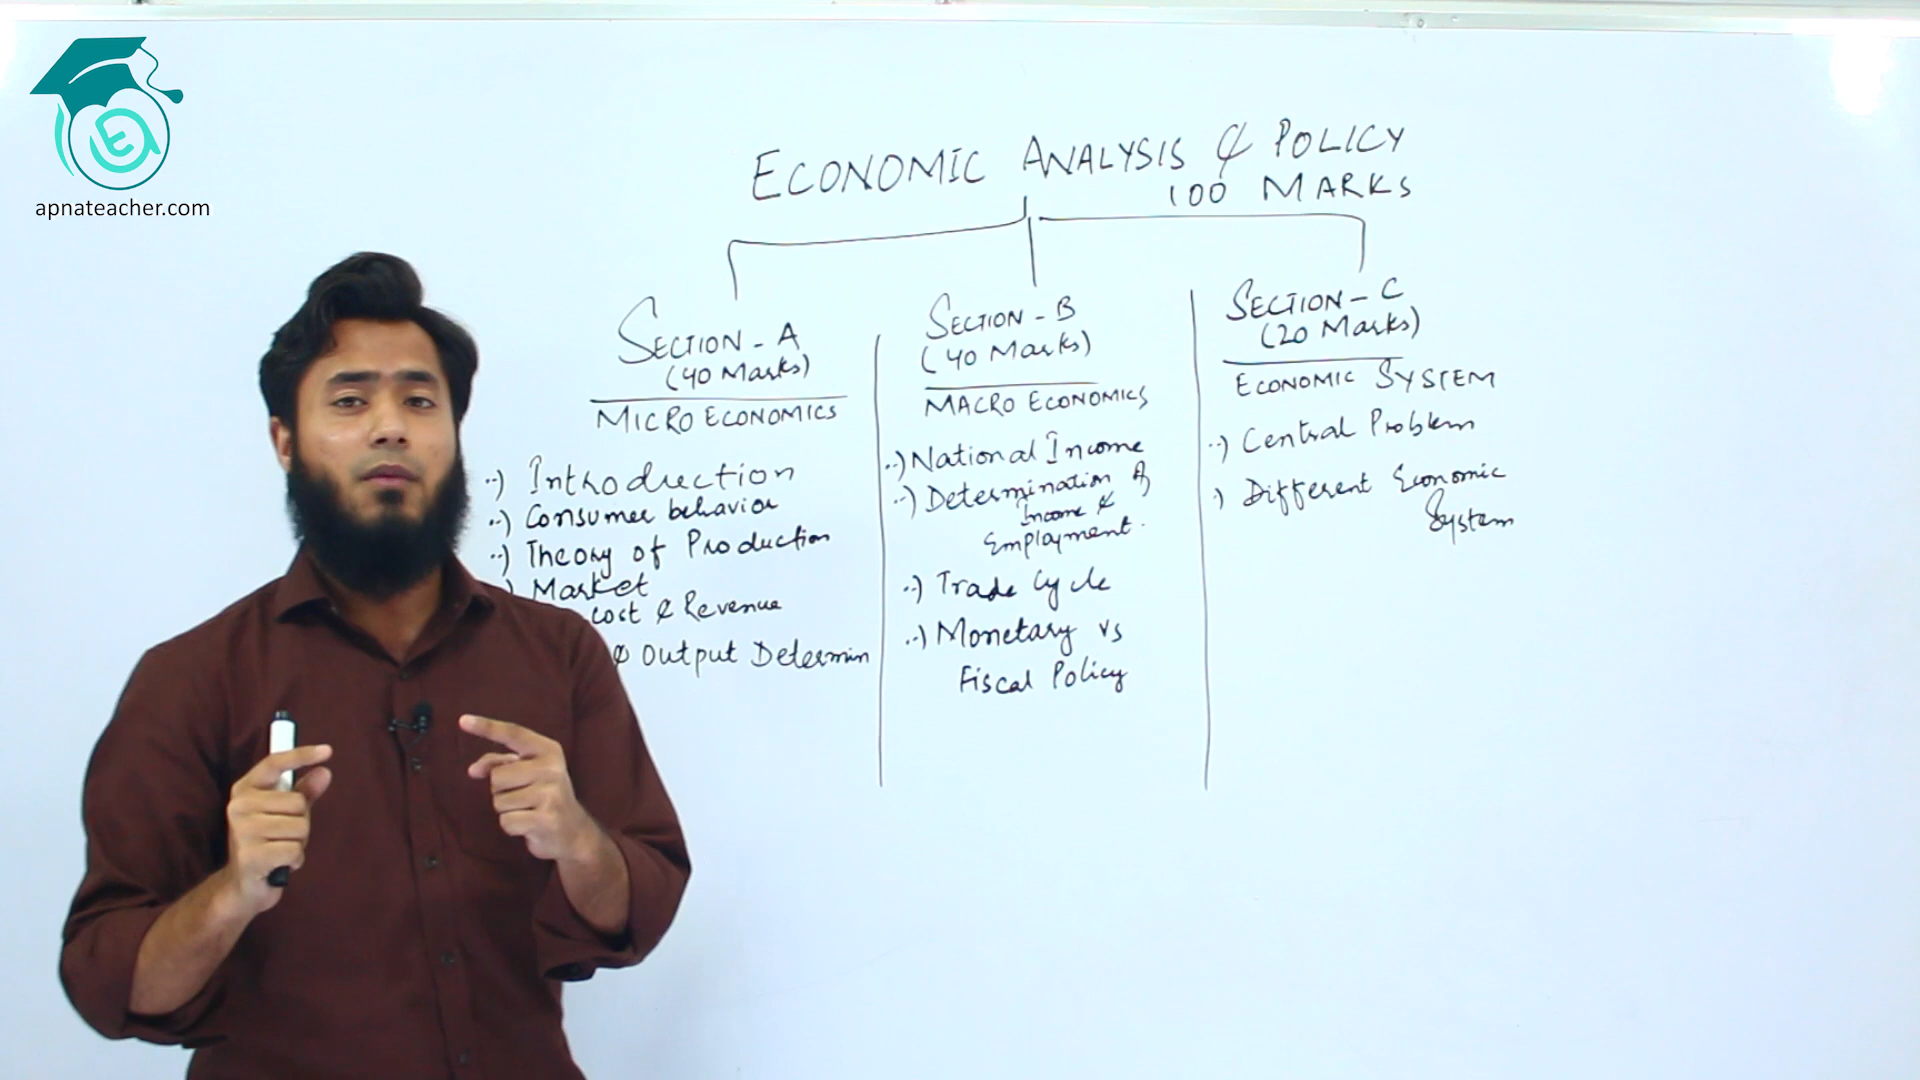 apnateacher.com
ECONOMIC ANALYSIS & POLICY
100 MARKS
SECTION - A
(40 Marks)
MICRO ECONOMICS
Introduction
Consumer behavior
Theory of Production
Market
Cost & Revenue
& Output Determin
SECTION - B
(40 Marks)
MACRO ECONOMICS
National Income
Determination of
Income &
Employment.
Trade Cycle
Monetary vs
Fiscal Policy
SECTION - C
(20 Marks)
ECONOMIC SYSTEM
Central Problem
Different Economic
System